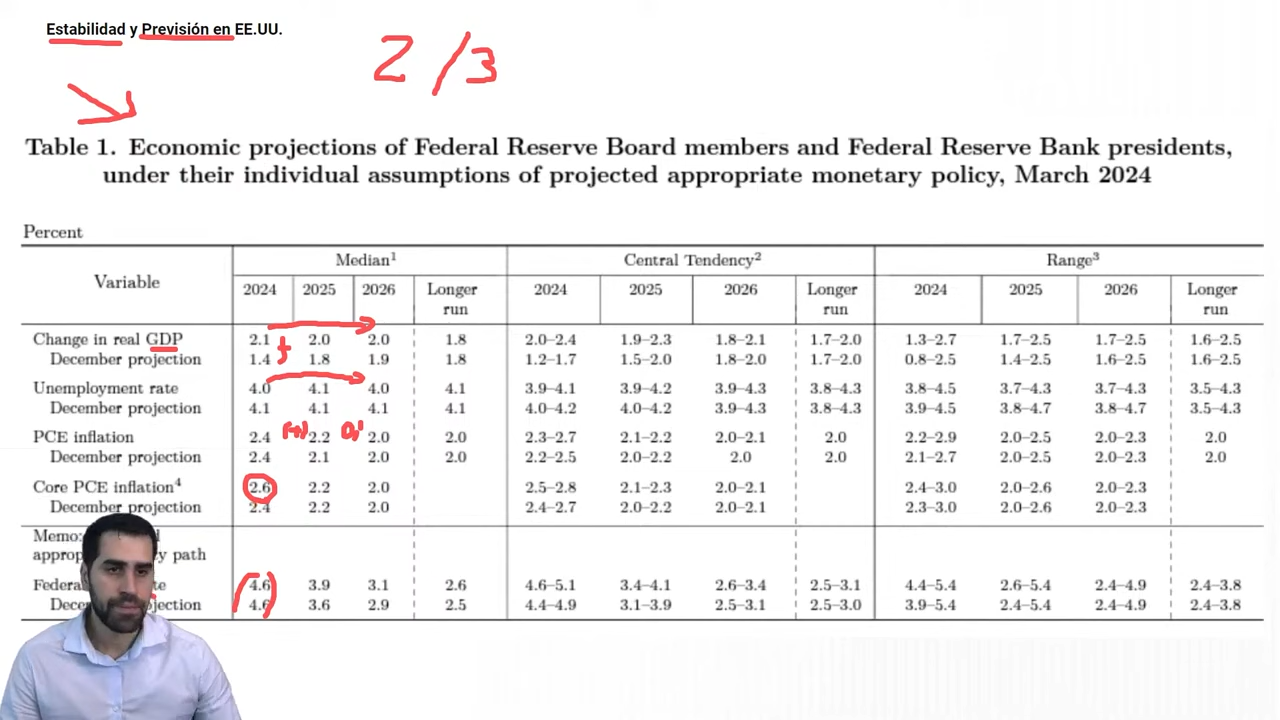 Estabilidad y Previsión en EE.UU.
2/3
Table 1. Economic projections of Federal Reserve Board members and Federal Reserve Bank presidents,
under their individual assumptions of projected appropriate monetary policy, March 2024
Percent
Variable Median¹ Central Tendency² Range³
2024 2025 2026 Longer run 2024 2025 2026 Longer run 2024 2025 2026 Longer run
Change in real GDP 2.1 2.0 2.0 1.8 2.0–2.4 1.9–2.3 1.8–2.1 1.7–2.0 1.3–2.7 1.7–2.5 1.7–2.5 1.6–2.5
December projection 1.4 1.8 1.9 1.8 1.2–1.7 1.5–2.0 1.8–2.0 1.7–2.0 0.8–2.5 1.4–2.5 1.6–2.5 1.6–2.5
Unemployment rate 4.0 4.1 4.0 4.1 3.9–4.1 3.9–4.2 3.9–4.3 3.8–4.3 3.8–4.5 3.7–4.3 3.7–4.3 3.5–4.3
December projection 4.1 4.1 4.1 4.1 4.0–4.2 4.0–4.2 3.9–4.3 3.8–4.3 3.9–4.5 3.8–4.7 3.8–4.7 3.5–4.3
PCE inflation 2.4 2.2 2.0 2.0 2.3–2.7 2.1–2.2 2.0–2.1 2.0 2.2–2.9 2.0–2.5 2.0–2.3 2.0
December projection 2.4 2.1 2.0 2.0 2.2–2.5 2.0–2.2 2.0 2.0 2.1–2.7 2.0–2.5 2.0–2.3 2.0
Core PCE inflation⁴ 2.6 2.2 2.0 2.5–2.8 2.1–2.3 2.0–2.1 2.4–3.0 2.0–2.6 2.0–2.3
December projection 2.4 2.2 2.0 2.4–2.7 2.0–2.2 2.0–2.1 2.3–3.0 2.0–2.6 2.0–2.3
Memo:
path
4.6 3.9 3.1 2.6 4.6–5.1 3.4–4.1 2.6–3.4 2.5–3.1 4.4–5.4 2.6–5.4 2.4–4.9 2.4–3.8
4.6 3.6 2.9 2.5 4.4–4.9 3.1–3.9 2.5–3.1 2.5–3.0 3.9–5.4 2.4–5.4 2.4–4.9 2.4–3.8